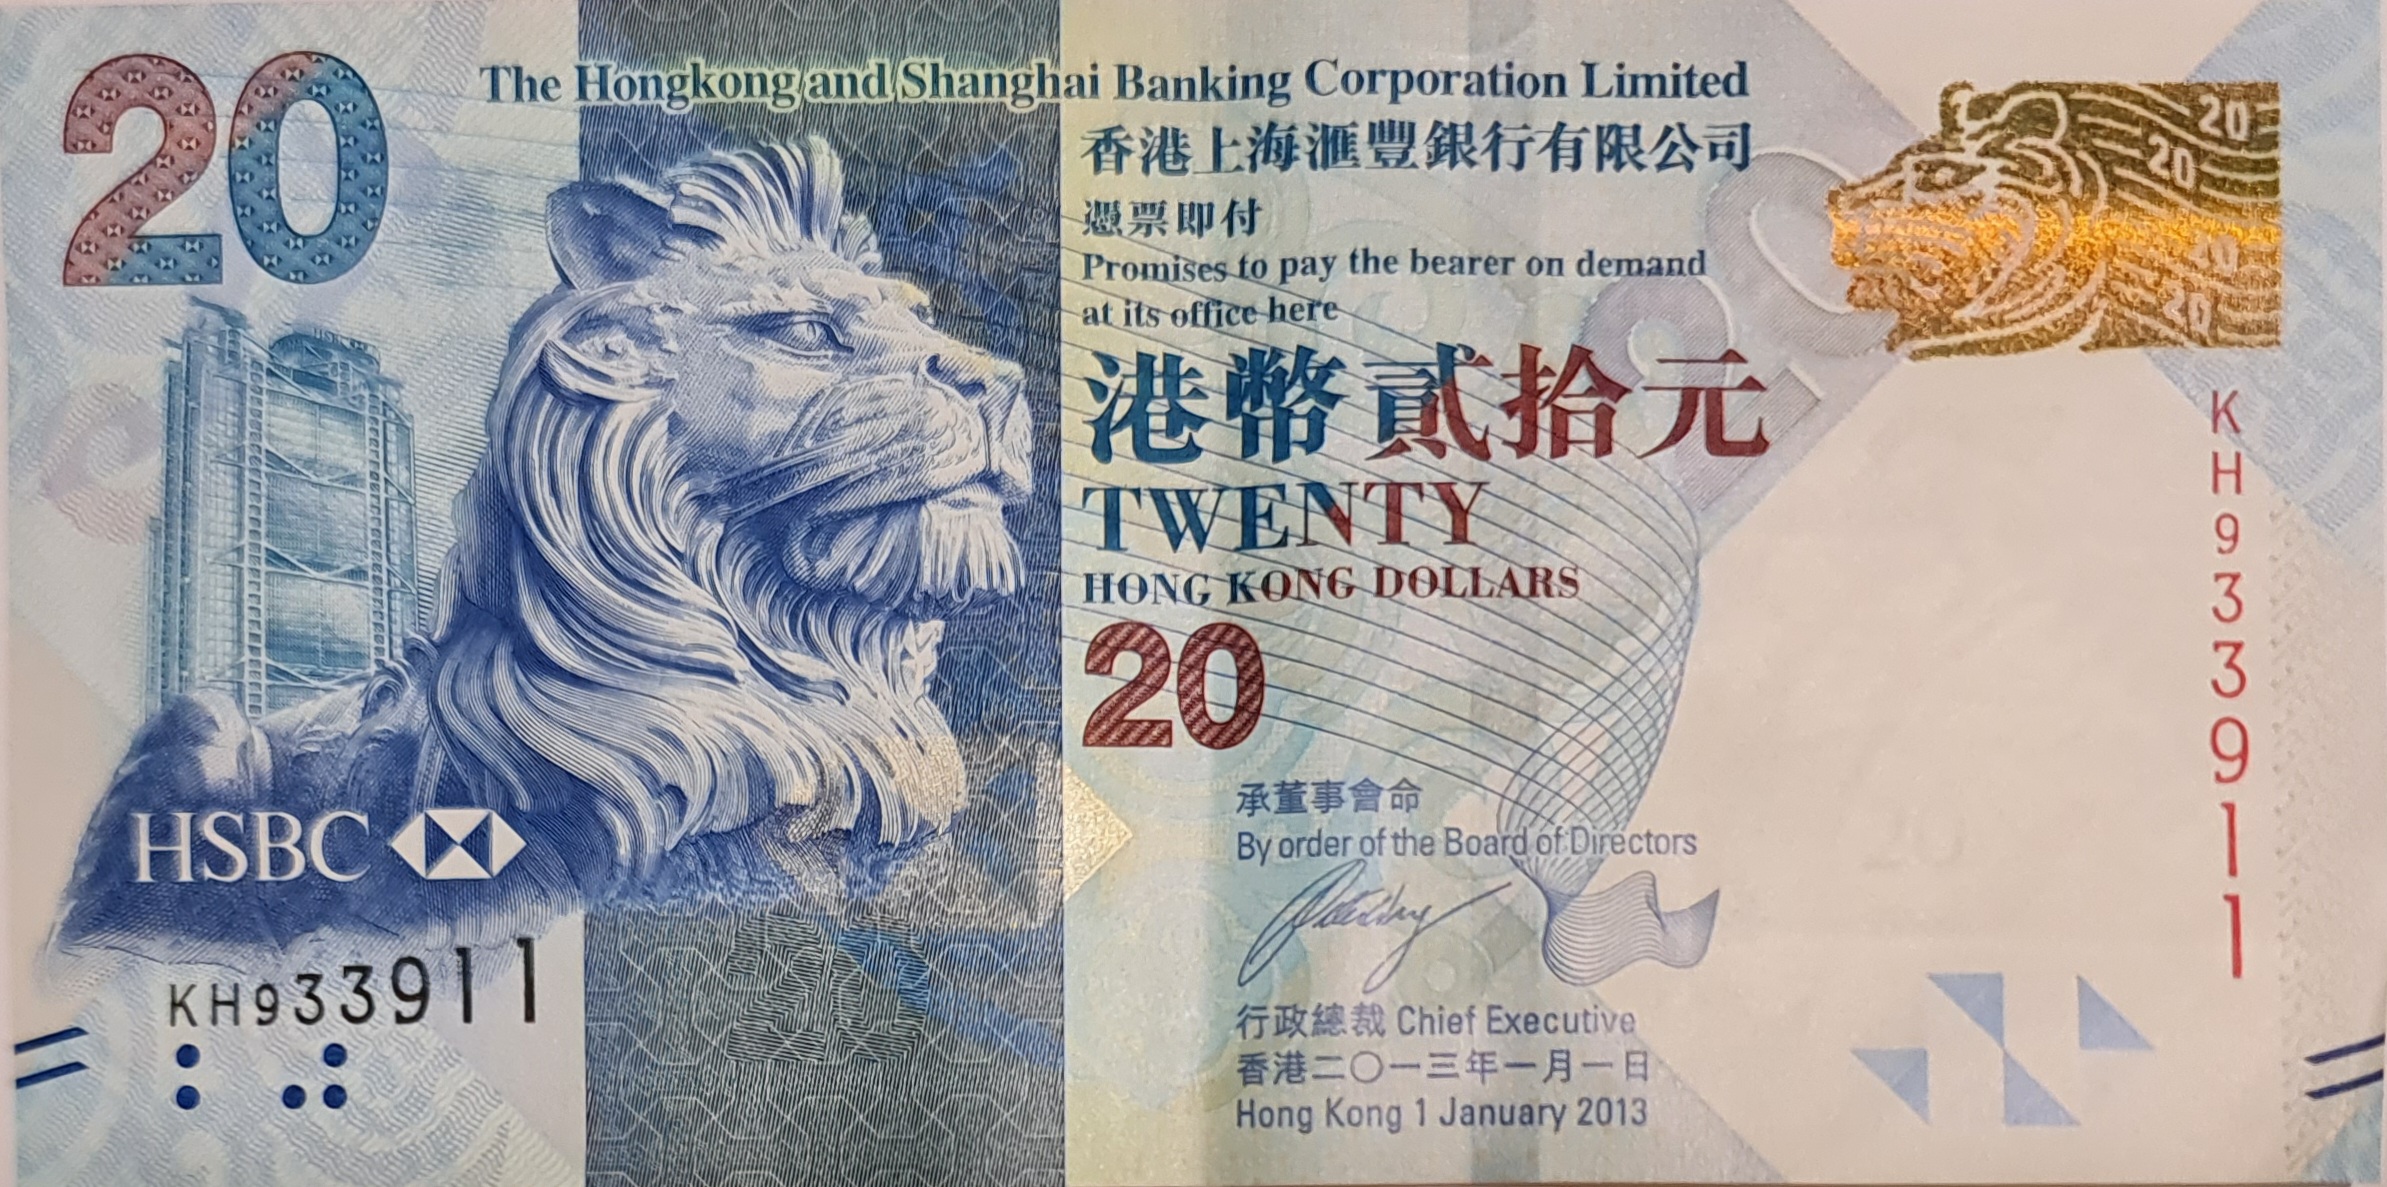 20
The Hongkong and Shanghai Banking Corporation Limited
香港上海滙豐銀行有限公司
憑票即付
Promises to pay the bearer on demand
at its office here
港幣貳拾元
TWENTY
HONG KONG DOLLARS
20
承董事會命
By order of the Board of Directors
行政總裁 Chief Executive
香港二〇一三年一月一日
Hong Kong 1 January 2013
HSBC
KH933911
20
20
20
20
20
KH933911
20